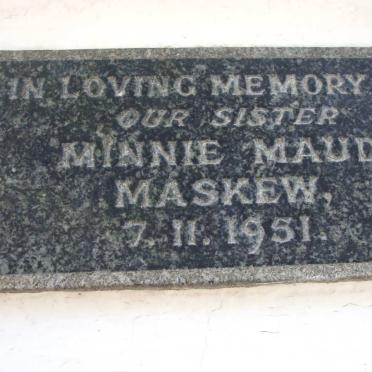 IN LOVING MEMORY
OUR SISTER
MINNIE MAUD
MASKEW,
7. 11. 1951.